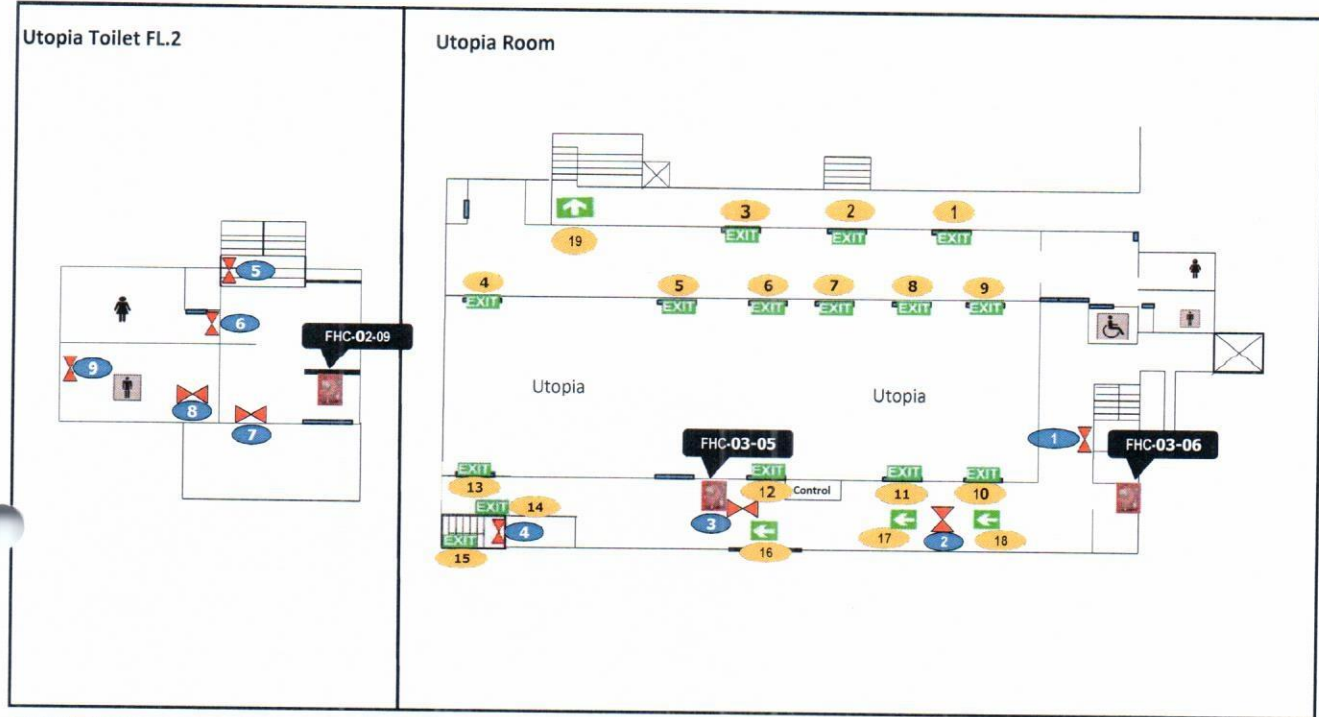 Utopia Toilet FL.2
5
6
FHC-02-09
9
8
7
Utopia Room
3
2
1
EXIT
EXIT
EXIT
19
4
5
6
7
8
9
EXIT
EXIT
EXIT
EXIT
EXIT
EXIT
Utopia
Utopia
1
FHC-03-05
FHC-03-06
EXIT
EXIT
EXIT
EXIT
13
12
Control
11
10
EXIT
14
3
4
EXIT
15
16
17
2
18